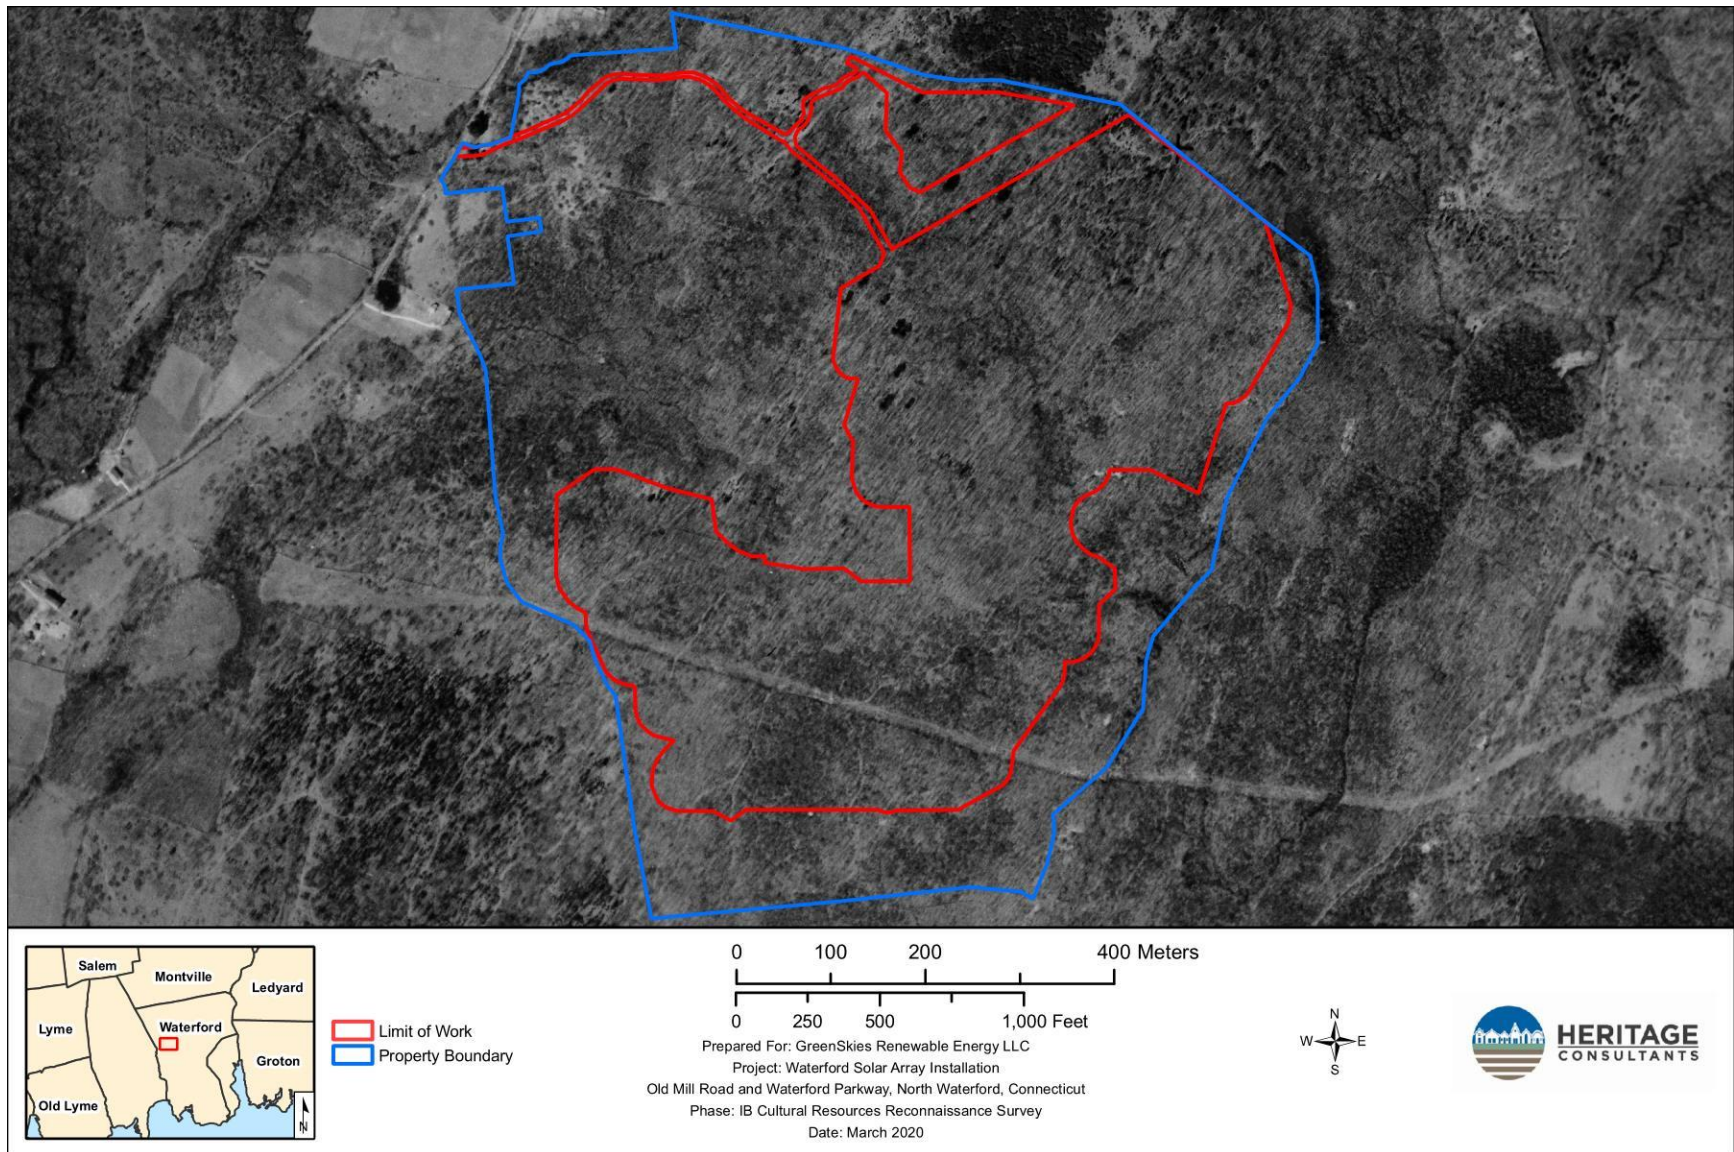 Salem
Montville
Ledyard
Lyme
Waterford
Groton
Old Lyme
N
Limit of Work
Property Boundary
0 100 200 400 Meters
0 250 500 1,000 Feet
Prepared For: GreenSkies Renewable Energy LLC
Project: Waterford Solar Array Installation
Old Mill Road and Waterford Parkway, North Waterford, Connecticut
Phase: IB Cultural Resources Reconnaissance Survey
Date: March 2020
N
W E
S
HERITAGE
CONSULTANTS